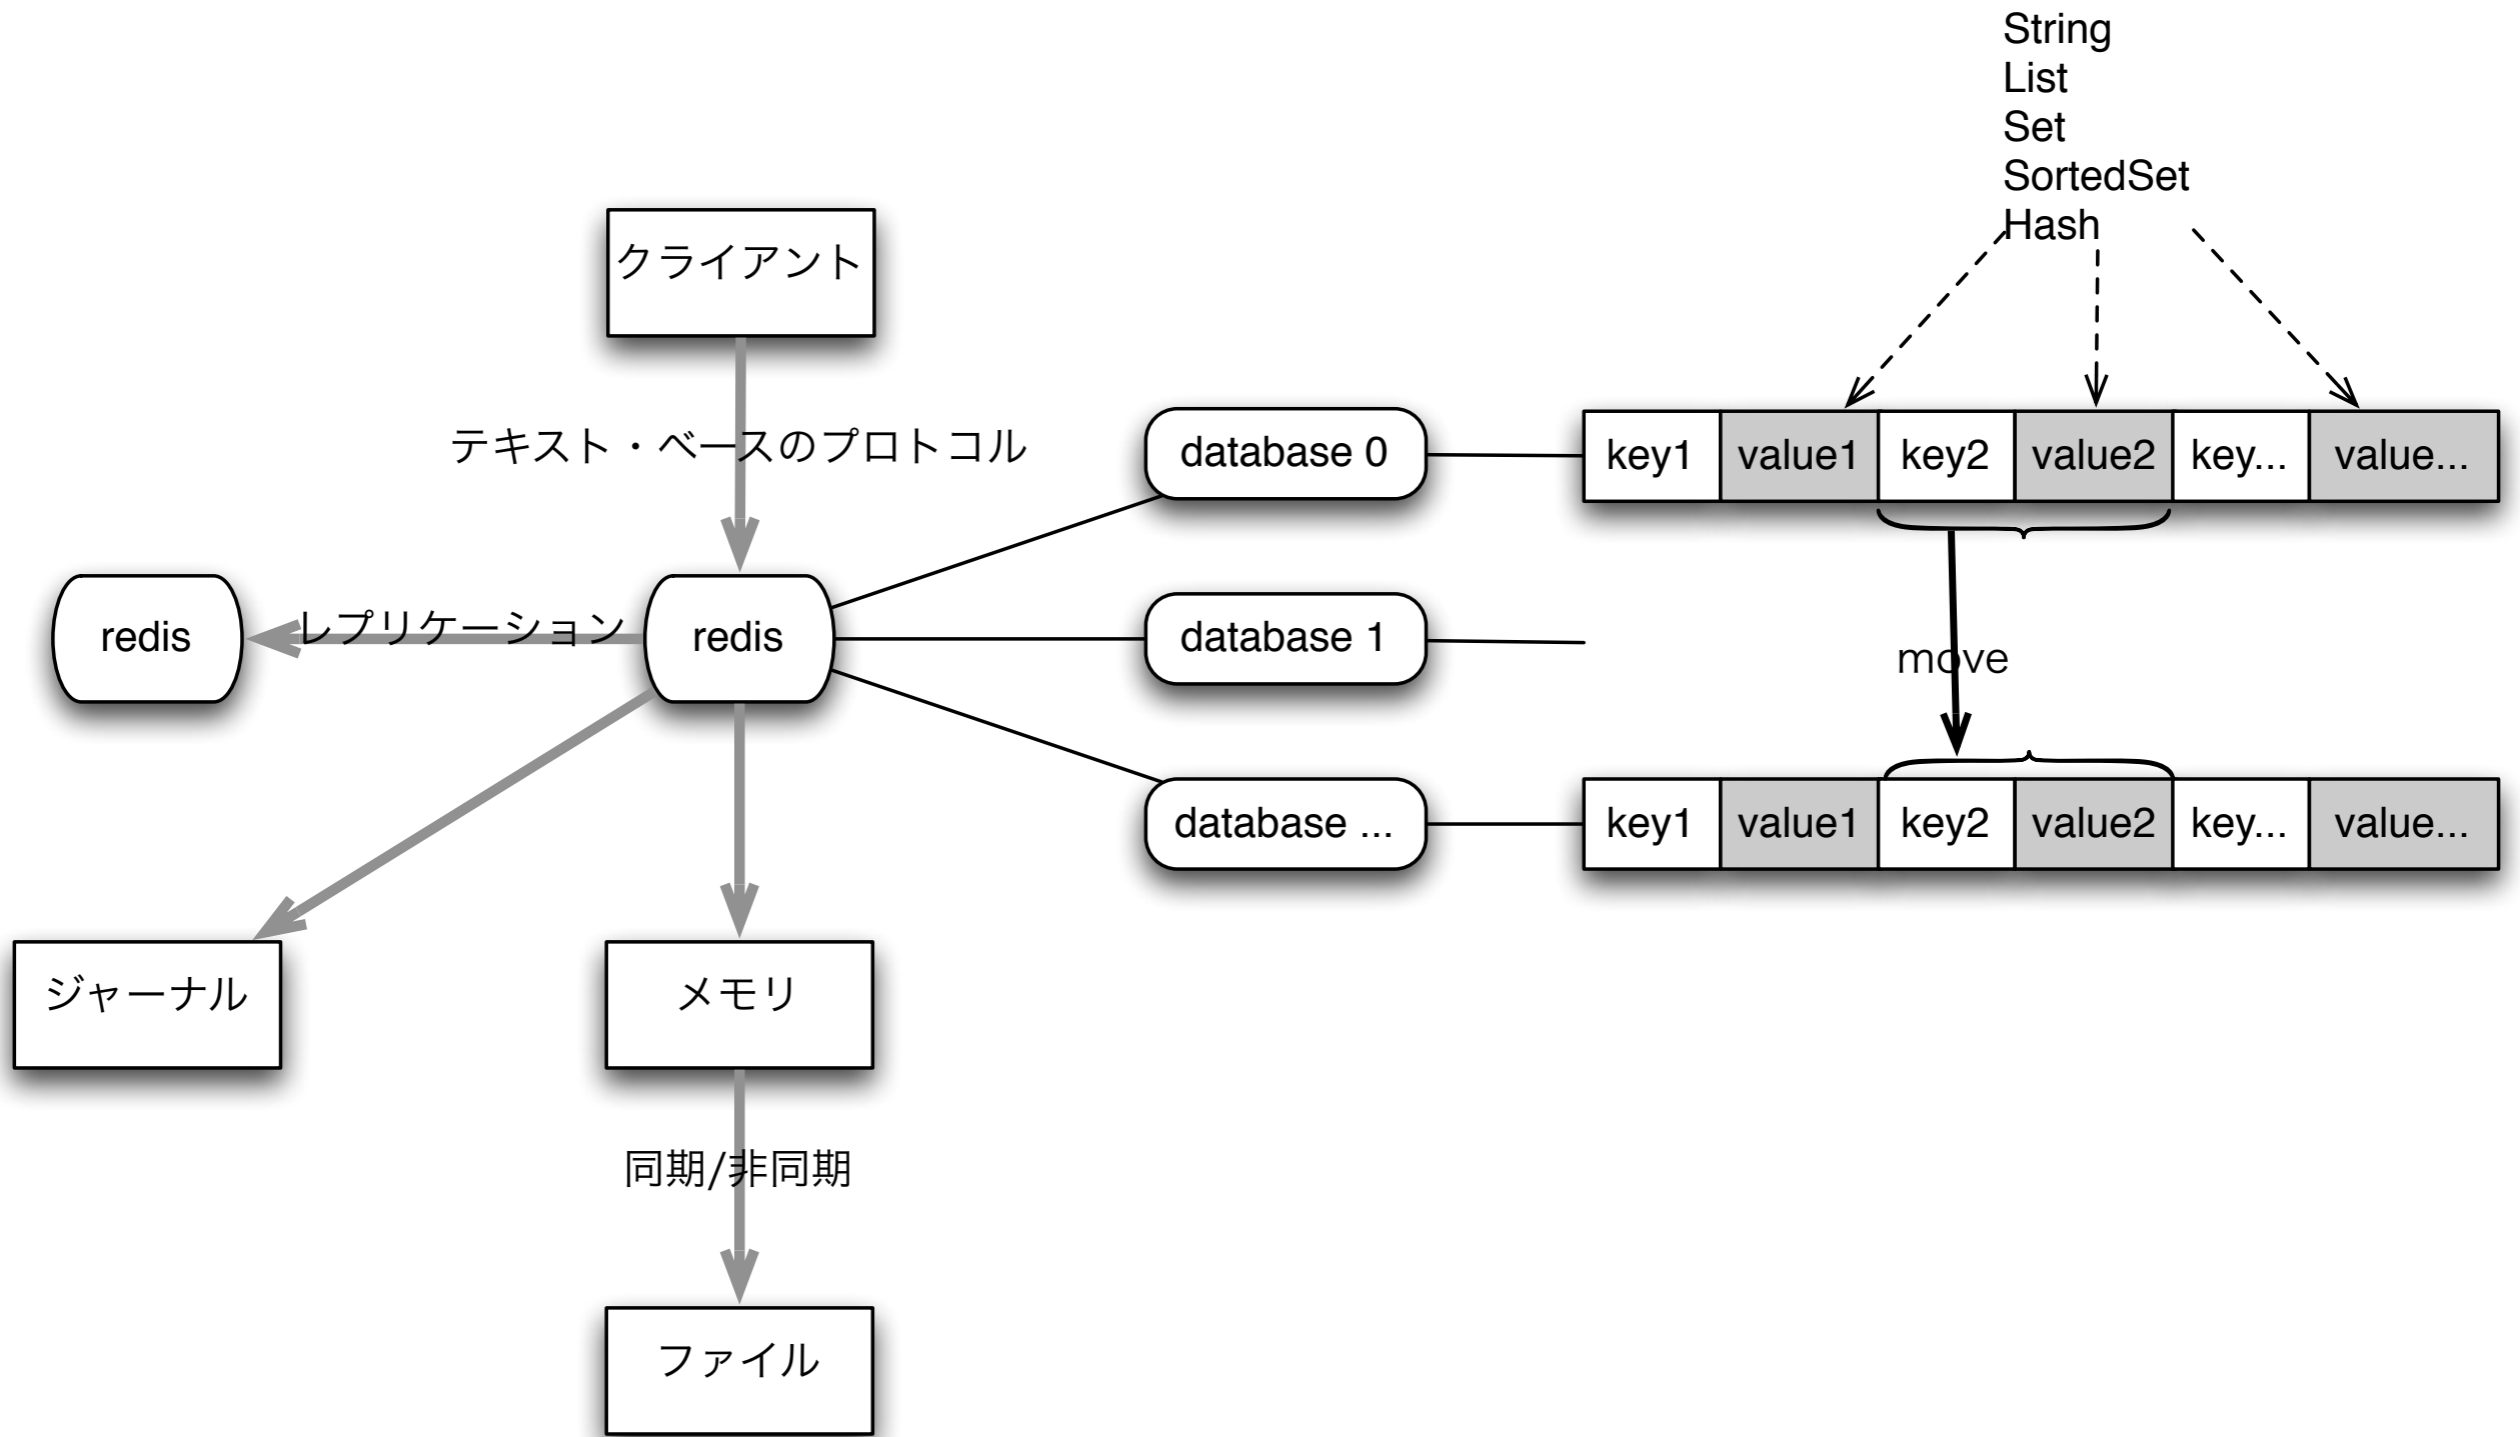 String
List
Set
SortedSet
Hash
クライアント
テキスト・ベースのプロトコル
database 0
key1 value1 key2 value2 key... value...
redis
レプリケーション
redis
database 1
move
database ...
key1 value1 key2 value2 key... value...
ジャーナル
メモリ
同期/非同期
ファイル